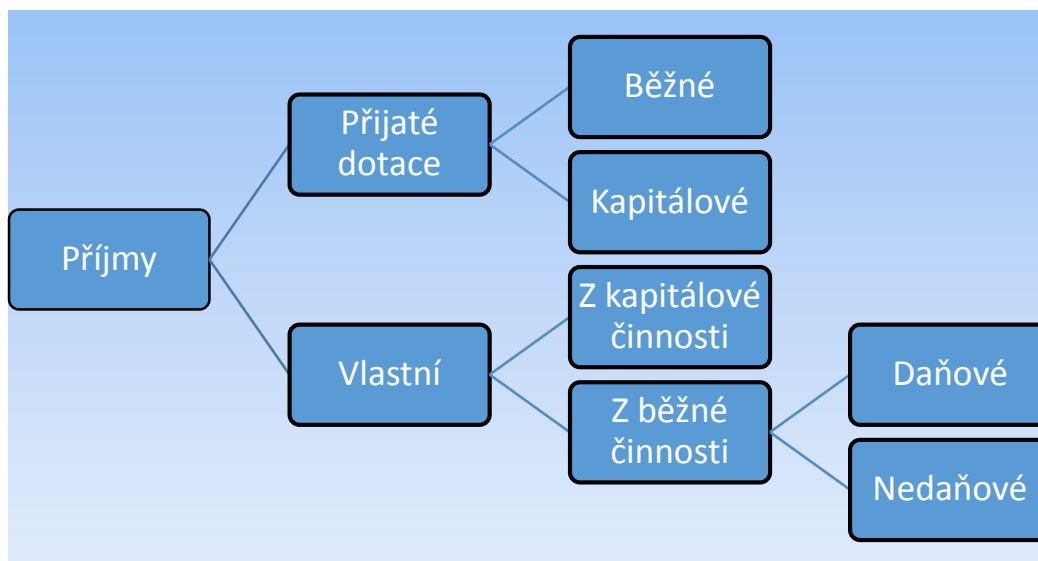 Příjmy
Přijaté
dotace
Běžné
Kapitálové
Vlastní
Z kapitálové
činnosti
Z běžné
činnosti
Daňové
Nedaňové